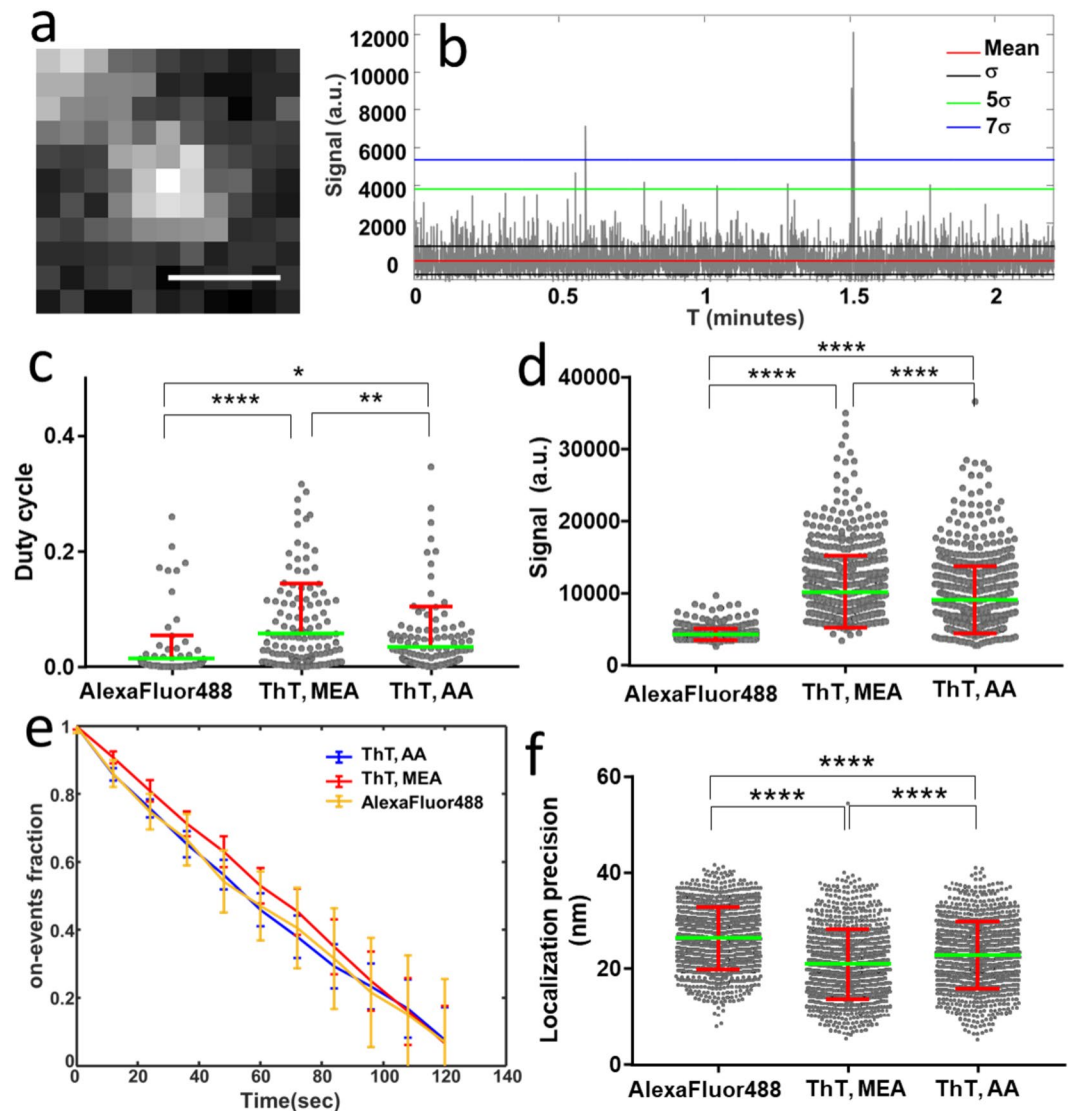 a
b
Signal (a.u.)
12000
10000
8000
6000
4000
2000
0
Mean
σ
5σ
7σ
0
0.5
1
1.5
2
T (minutes)
c
Duty cycle
0.4
0.2
0.0
*
****
**
AlexaFluor488
ThT, MEA
ThT, AA
d
Signal (a.u.)
40000
30000
20000
10000
0
****
****
****
AlexaFluor488
ThT, MEA
ThT, AA
e
on-events fraction
1
0.8
0.6
0.4
0.2
0
ThT, AA
ThT, MEA
AlexaFluor488
0
20
40
60
80
100
120
140
Time(sec)
f
Localization precision
(nm)
60
40
20
0
****
****
****
AlexaFluor488
ThT, MEA
ThT, AA